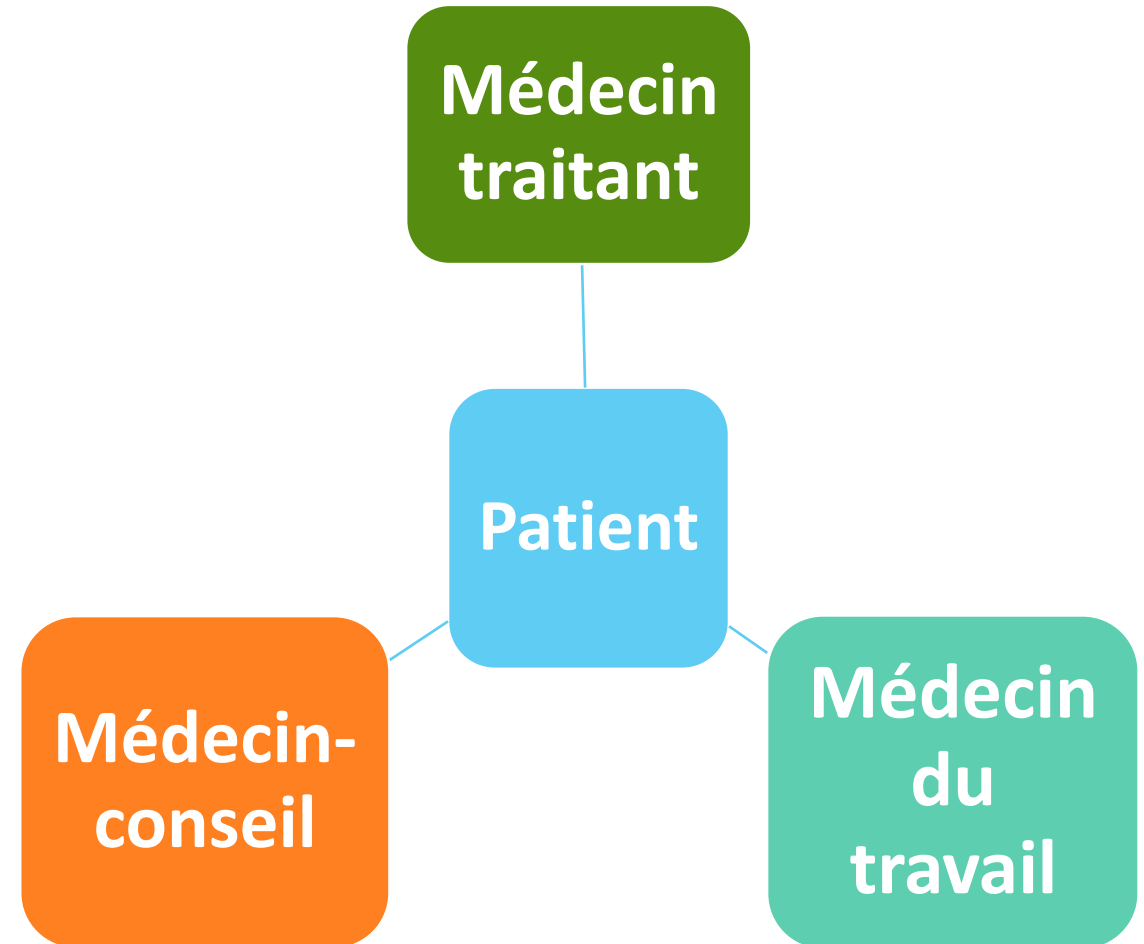 Médecin
traitant
Patient
Médecin-
conseil
Médecin
du
travail